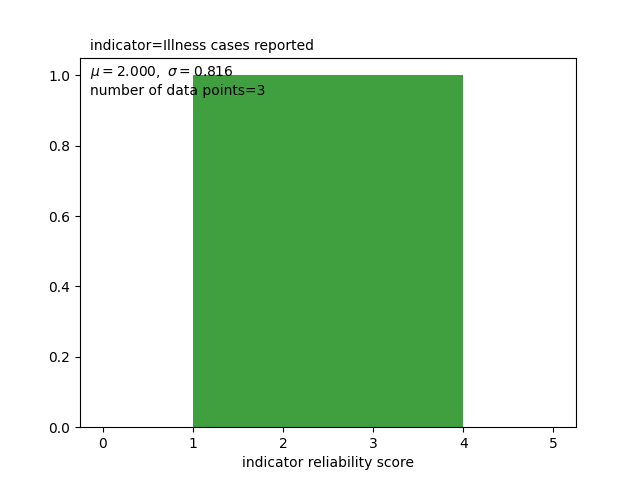 indicator=Illness cases reported
μ = 2.000, σ = 0.816
number of data points=3
1.0
0.8
0.6
0.4
0.2
0.0
0 1 2 3 4 5
indicator reliability score